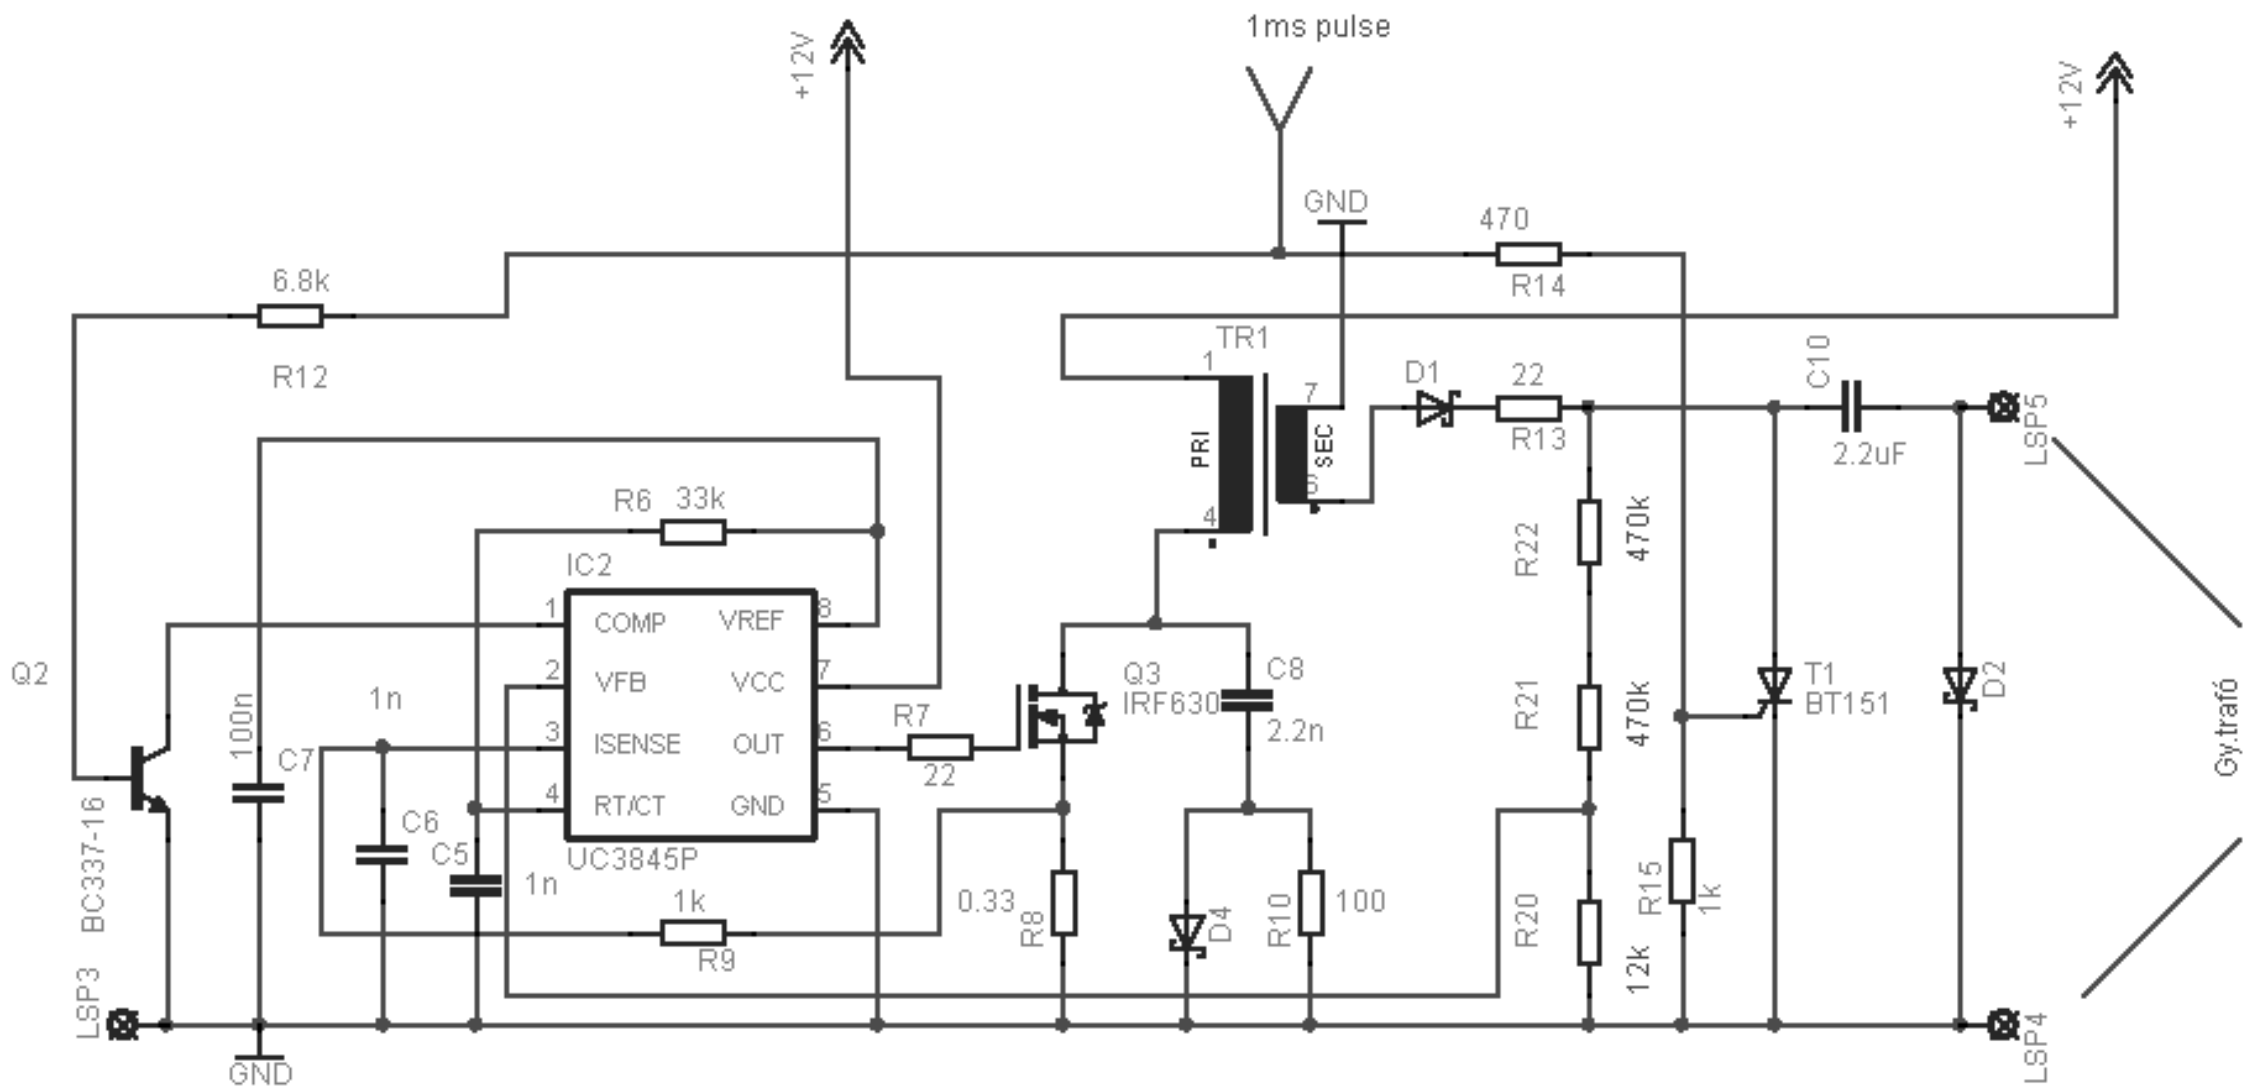 1ms pulse
+12V
+12V
GND
470
R14
6.8k
R12
TR1
1
7
PRI
SEC
4
6
D1
22
R13
C10
2.2uF
LSP5
R6
33k
IC2
1
COMP
VREF
8
2
VFB
VCC
7
3
ISENSE
OUT
6
4
RT/CT
GND
5
UC3845P
Q2
BC337-16
100n
C7
1n
C6
C5
1n
R7
22
Q3
IRF630
C8
2.2n
R22
470k
R21
470k
T1
BT151
D2
Gy.trafó
1k
R9
0.33
R8
D4
R10
100
R20
12k
R15
1k
LSP3
GND
LSP4